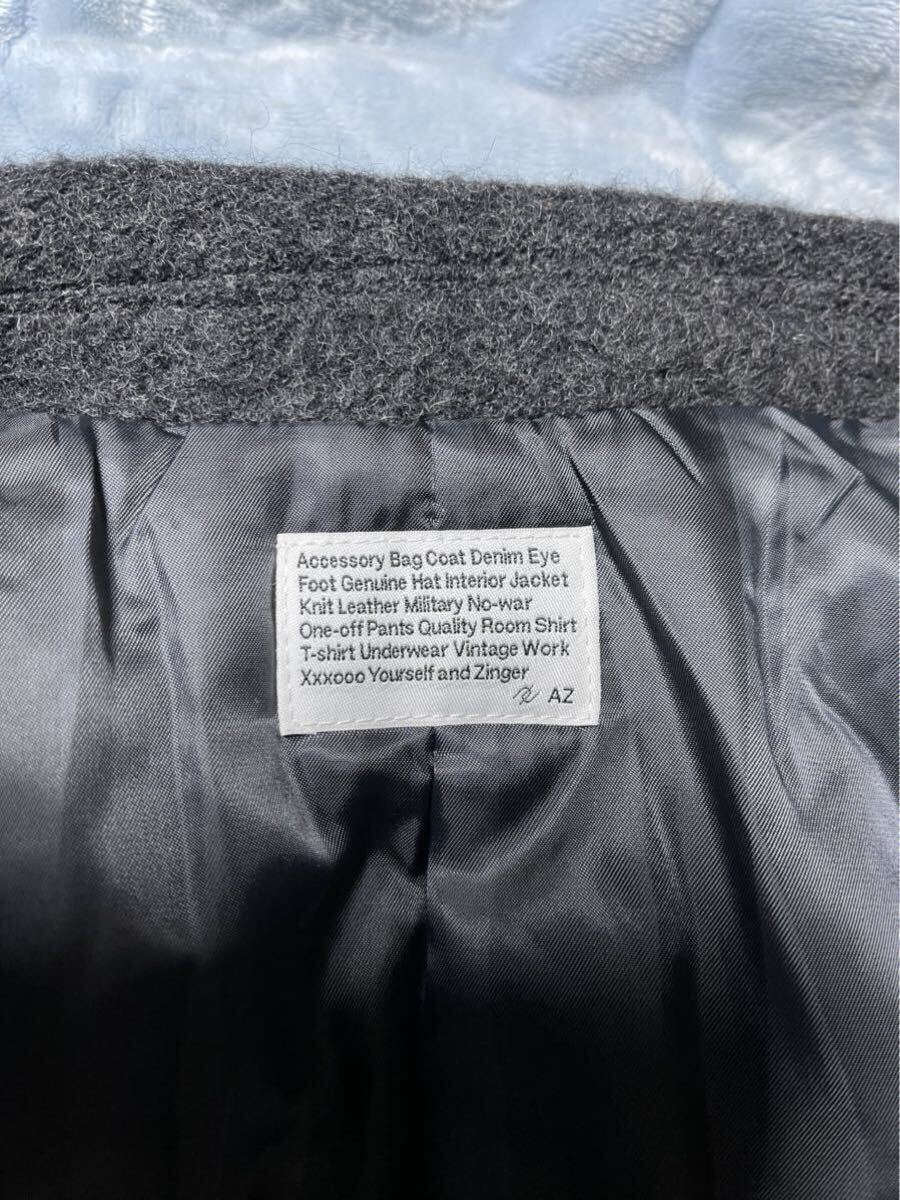 Accessory Bag Coat Denim Eye
Foot Genuine Hat Interior Jacket
Knit Leather Military No-war
One-off Pants Quality Room Shirt
T-shirt Underwear Vintage Work
Xxxooo Yourself and Zinger
AZ